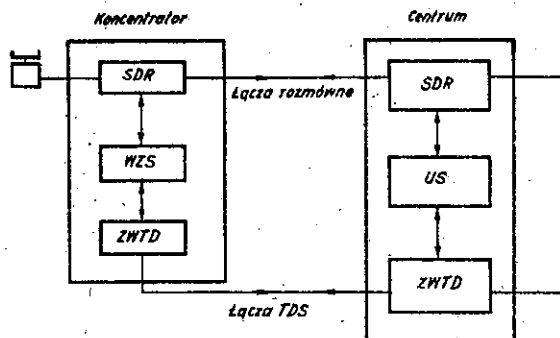 Koncentrator
Centrum
SDR
SDR
Łącza rozmówne
WZS
US
ZWTD
ZWTD
Łącza TDS